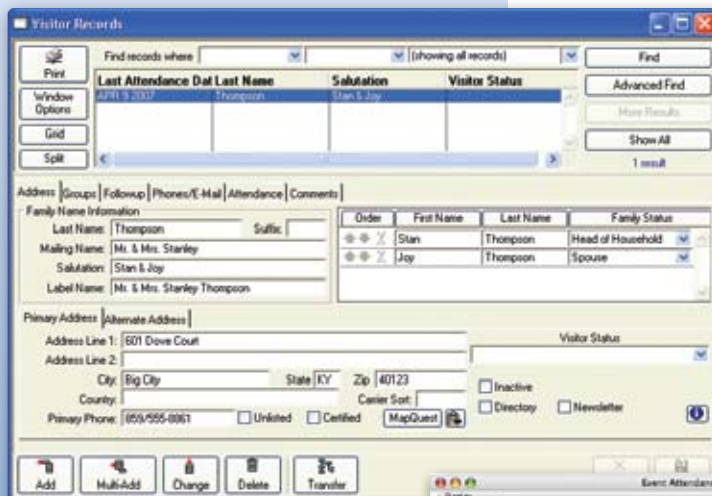 Visitor Records
Print
Find records where
(showing all records)
Find
Last Attendance Dat Last Name Salutation Visitor Status
Advanced Find
APR 9 2007 Thompson Stan & Joy
Window Options
More Results
Grid
Show All
Split
1 result
Address Groups Followup Phones/E-Mail Attendance Comments
Family Name Information
Order First Name Last Name Family Status
Last Name: Thompson Suffix:
Stan Thompson Head of Household
Mailing Name: Mr. & Mrs. Stanley
Joy Thompson Spouse
Salutation: Stan & Joy
Label Name: Mr. & Mrs. Stanley Thompson
Primary Address Alternate Address
Address Line 1: 601 Dove Court
Visitor Status
Address Line 2:
City: Big City State KY Zip 40123
Inactive
Country: Carrier Sort:
Directory Newsletter
Primary Phone: 859/555-8861 Unlisted Certified MapQuest
Add Multi-Add Change Delete Transfer
Event Attendan